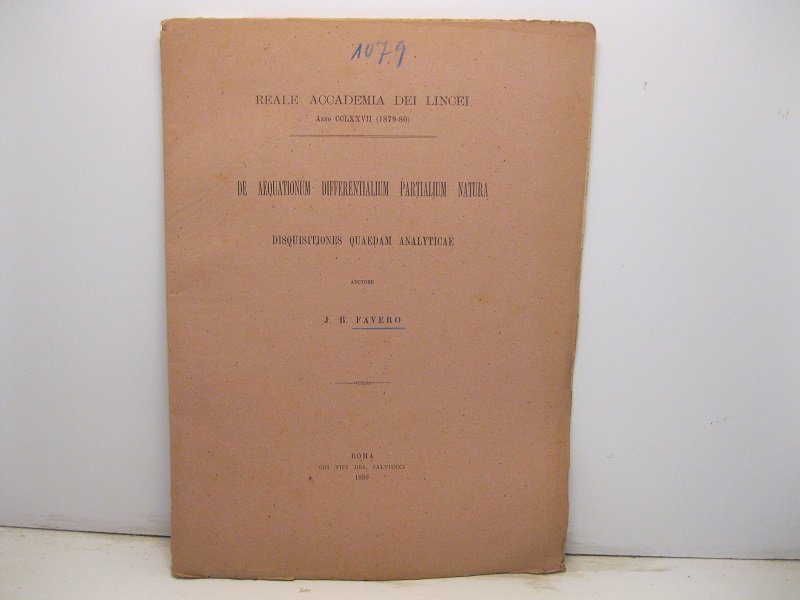 1079
REALE ACCADEMIA DEI LINCEI
ANNO CCLXXVII (1879-80)
DE AEQUATIONUM DIFFERENTIALIUM PARTIALIUM NATURA
DISQUISITIONES QUAEDAM ANALYTICAE
AUCTORE
J. B. FAVERO
ROMA
COI TIPI DEL SALVIUCCI
1880